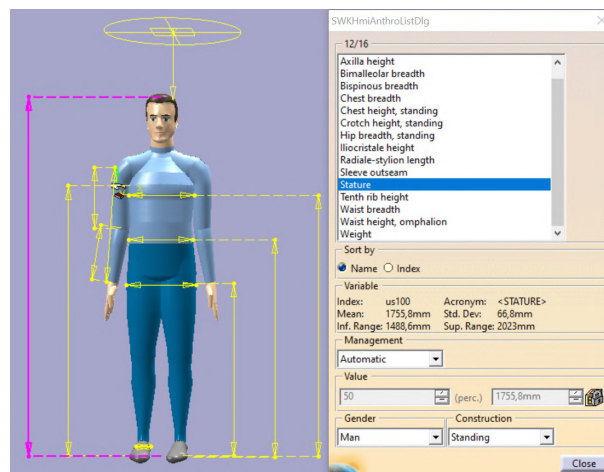 SWKHmiAnthroListDlg
12/16
Axilla height
Bimalleolar breadth
Bispinous breadth
Chest breadth
Chest height, standing
Crotch height, standing
Hip breadth, standing
Iliocristale height
Radiale-stylion length
Sleeve outseam
Stature
Tenth rib height
Waist breadth
Waist height, omphalion
Weight
Sort by
Name Index
Variable
Index: us100 Acronym: <STATURE>
Mean: 1755,8mm Std. Dev: 66,8mm
Inf. Range: 1488,6mm Sup. Range: 2023mm
Management
Automatic
Value
50 (perc.) 1755,8mm
Gender Construction
Man Standing
Close